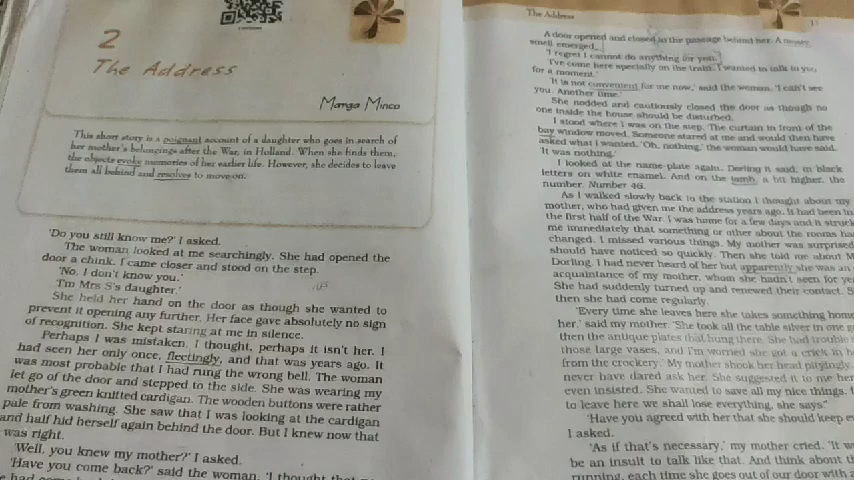 2
The Address
Marga Minco
This short story is a poignant account of a daughter who goes in search of
her mother's belongings after the War, in Holland. When she finds them,
the objects evoke memories of her earlier life. However, she decides to leave
them all behind and resolves to move on.
'Do you still know me?' I asked.
The woman looked at me searchingly. She had opened the
door a chink. I came closer and stood on the step.
'No, I don't know you.'
'I'm Mrs S's daughter.'
She held her hand on the door as though she wanted to
prevent it opening any further. Her face gave absolutely no sign
of recognition. She kept staring at me in silence.
Perhaps I was mistaken, I thought, perhaps it isn't her. I
had seen her only once, fleetingly, and that was years ago. It
was most probable that I had rung the wrong bell. The woman
let go of the door and stepped to the side. She was wearing my
mother's green knitted cardigan. The wooden buttons were rather
pale from washing. She saw that I was looking at the cardigan
and half hid herself again behind the door. But I knew now that
was right.
'Well, you knew my mother?' I asked.
'Have you come back?' said the woman. 'I thought that
The Address
A door opened and closed in the passage behind her. A musty
smell emerged.
'I regret I cannot do anything for you.'
'I've come here specially on the train. I wanted to talk to you
for a moment.'
'It is not convenient for me now,' said the woman. 'I can't see
you. Another time.'
She nodded and cautiously closed the door as though no
one inside the house should be disturbed.
I stood where I was on the step. The curtain in front of the
bay window moved. Someone stared at me and would then have
asked what I wanted. 'Oh, nothing,' the woman would have said.
'It was nothing.'
I looked at the name-plate again. Dorling it said, in black
letters on white enamel. And on the jamb, a bit higher, the
number. Number 46.
As I walked slowly back to the station I thought about my
mother, who had given me the address years ago. It had been in
the first half of the War. I was home for a few days and it struck
me immediately that something or other about the rooms had
changed. I missed various things. My mother was surprised
should have noticed so quickly. Then she told me about M
Dorling. I had never heard of her but apparently she was an
acquaintance of my mother, whom she hadn't seen for years
She had suddenly turned up and renewed their contact. S
then she had come regularly.
'Every time she leaves here she takes something home
her,' said my mother. 'She took all the table silver in one g
then the antique plates that hung there. She had trouble
those large vases, and I'm worried she got a crick in h
from the crockery.' My mother shook her head pityingly.
never have dared ask her. She suggested it to me her
even insisted. She wanted to save all my nice things.
to leave here we shall lose everything, she says.'
'Have you agreed with her that she should keep ev
I asked.
'As if that's necessary,' my mother cried. 'It w
be an insult to talk like that. And think about th
running, each time she goes out of our door with a